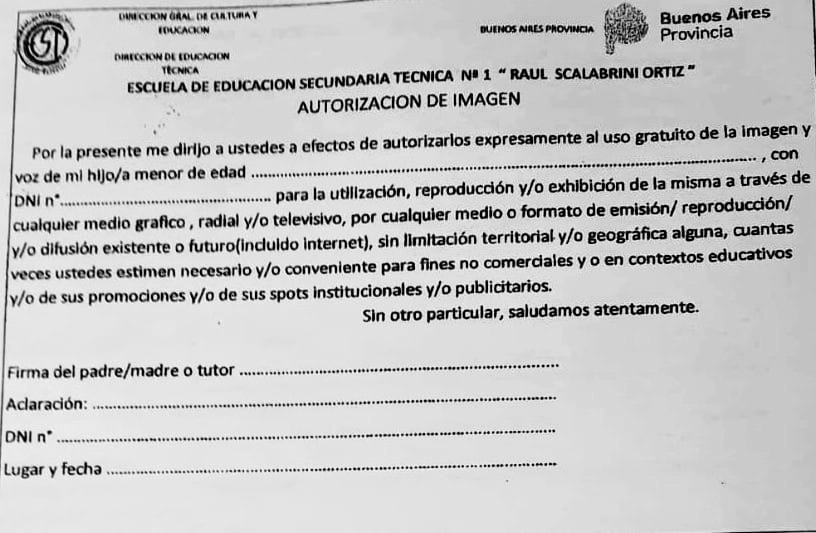 DIRECCION GRAL. DE CULTURA Y
EDUCACION
DIRECCION DE EDUCACION
TÉCNICA
BUENOS AIRES PROVINCIA
Buenos Aires
Provincia
ESCUELA DE EDUCACION SECUNDARIA TECNICA Nº 1 “ RAUL SCALABRINI ORTIZ ”
AUTORIZACION DE IMAGEN
Por la presente me dirijo a ustedes a efectos de autorizarlos expresamente al uso gratuito de la imagen y
voz de mi hijo/a menor de edad ........................................ , con
DNI n°........................................ para la utilización, reproducción y/o exhibición de la misma a través de
cualquier medio grafico , radial y/o televisivo, por cualquier medio o formato de emisión/ reproducción/
y/o difusión existente o futuro(incluido internet), sin limitación territorial y/o geográfica alguna, cuantas
veces ustedes estimen necesario y/o conveniente para fines no comerciales y o en contextos educativos
y/o de sus promociones y/o de sus spots institucionales y/o publicitarios.
Sin otro particular, saludamos atentamente.
Firma del padre/madre o tutor ........................................
Aclaración: ........................................
DNI n° ........................................
Lugar y fecha ........................................